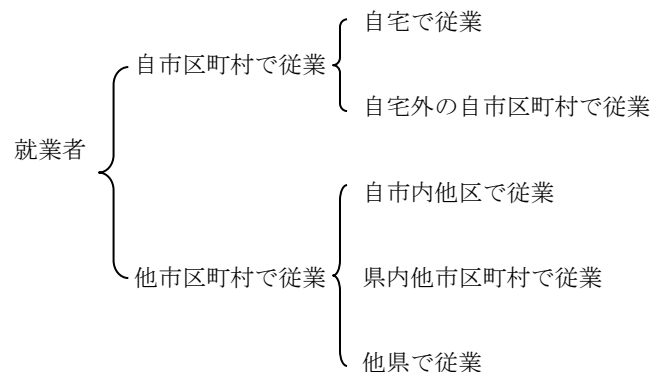 就業者
自市区町村で従業
自宅で従業
自宅外の自市区町村で従業
他市区町村で従業
自市内他区で従業
県内他市区町村で従業
他県で従業